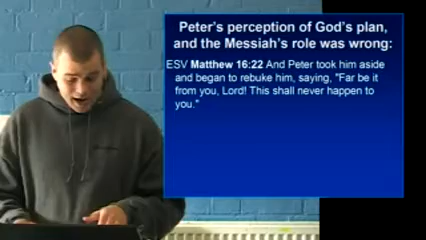 Peter's perception of God's plan,
and the Messiah's role was wrong:
ESV Matthew 16:22 And Peter took him aside
and began to rebuke him, saying, "Far be it
from you, Lord! This shall never happen to
you."